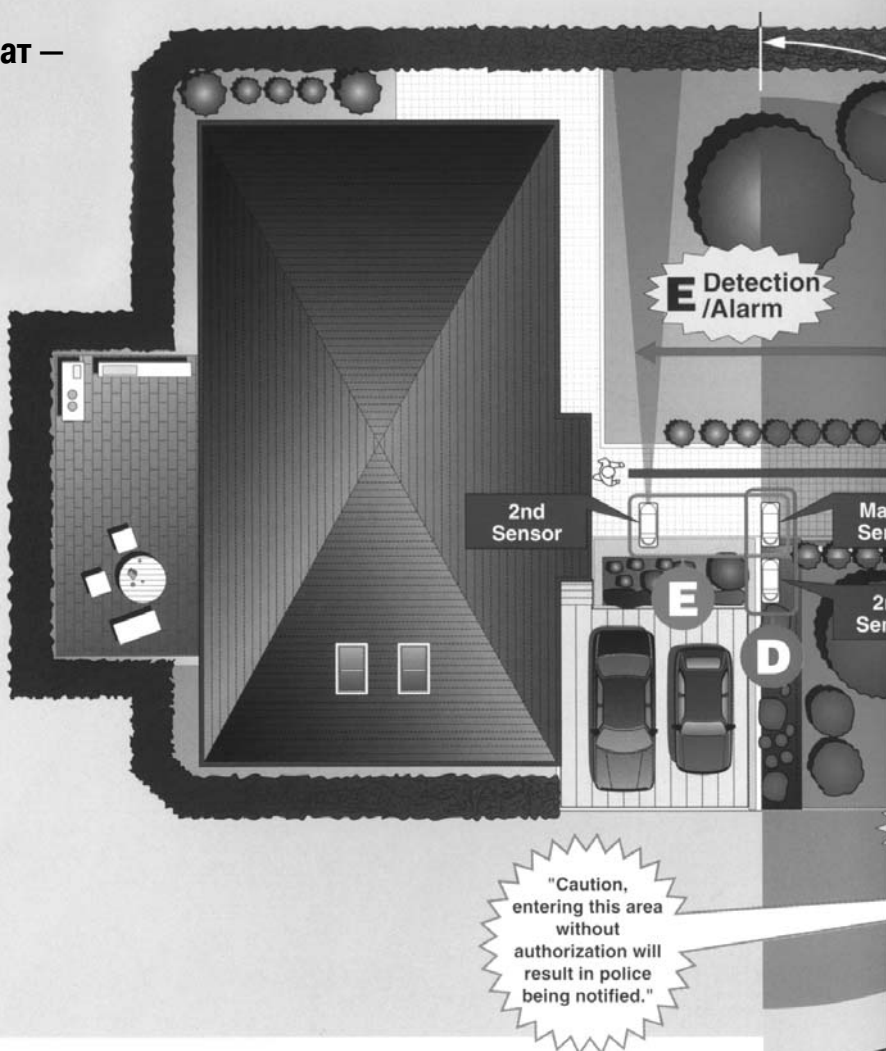 ат –
E Detection
/Alarm
2nd
Sensor
E
D
"Caution,
entering this area
without
authorization will
result in police
being notified."